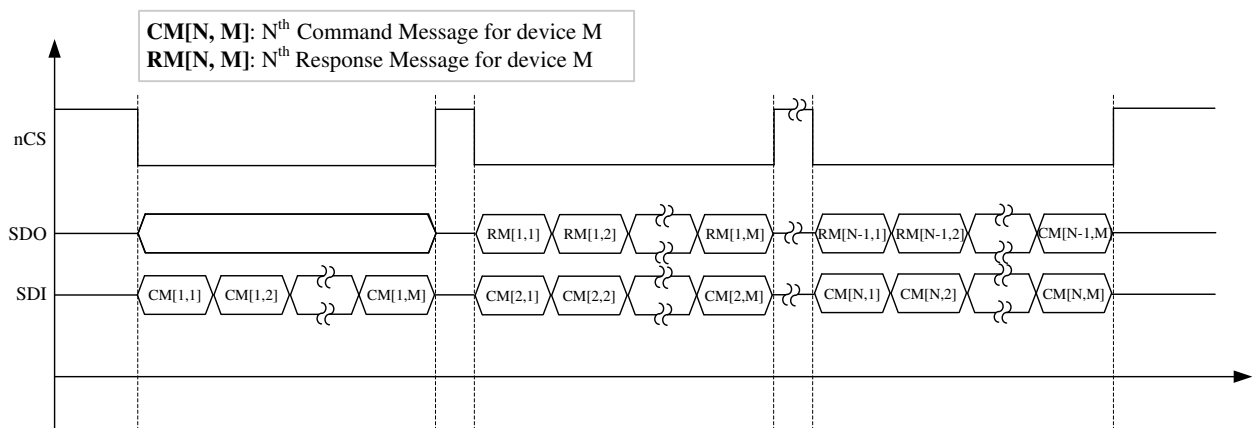 CM[N, M]: Nth Command Message for device M
RM[N, M]: Nth Response Message for device M
nCS
SDO
RM[1,1] RM[1,2] RM[1,M] RM[N-1,1] RM[N-1,2] CM[N-1,M
SDI
CM[1,1] CM[1,2] CM[1,M] CM[2,1] CM[2,2] CM[2,M] CM[N,1] CM[N,2] CM[N,M]